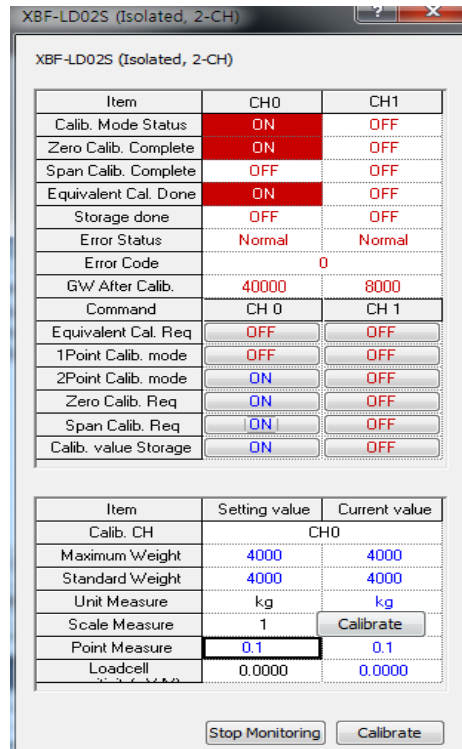 XBF-LD02S (Isolated, 2-CH)
XBF-LD02S (Isolated, 2-CH)
Item CH0 CH1
Calib. Mode Status ON OFF
Zero Calib. Complete ON OFF
Span Calib. Complete OFF OFF
Equivalent Cal. Done ON OFF
Storage done OFF OFF
Error Status Normal Normal
Error Code 0
GW After Calib. 40000 8000
Command CH 0 CH 1
Equivalent Cal. Req OFF OFF
1Point Calib. mode OFF OFF
2Point Calib. mode ON OFF
Zero Calib. Req ON OFF
Span Calib. Req ON OFF
Calib. value Storage ON OFF
Item Setting value Current value
Calib. CH CH0
Maximum Weight 4000 4000
Standard Weight 4000 4000
Unit Measure kg kg
Scale Measure 1 Calibrate
Point Measure 0.1 0.1
Loadcell 0.0000 0.0000
Stop Monitoring Calibrate